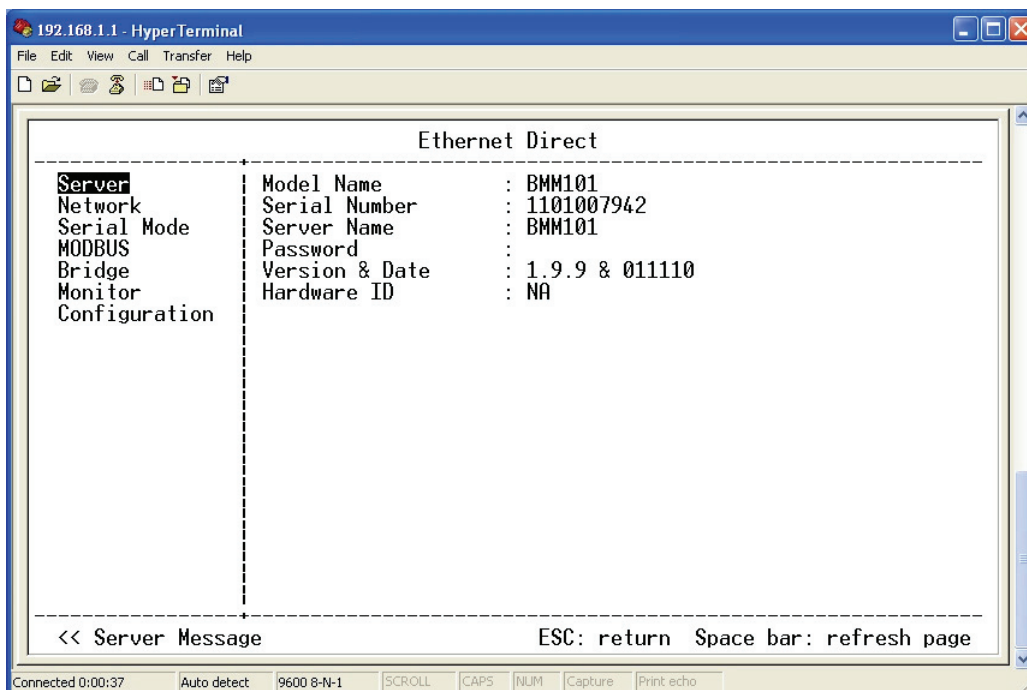 192.168.1.1 - HyperTerminal
File Edit View Call Transfer Help
Ethernet Direct
Server Model Name : BMM101
Network Serial Number : 1101007942
Serial Mode Server Name : BMM101
MODBUS Password :
Bridge Version & Date : 1.9.9 & 011110
Monitor Hardware ID : NA
Configuration
<< Server Message ESC: return Space bar: refresh page
Connected 0:00:37 Auto detect 9600 8-N-1 SCROLL CAPS NUM Capture Print echo